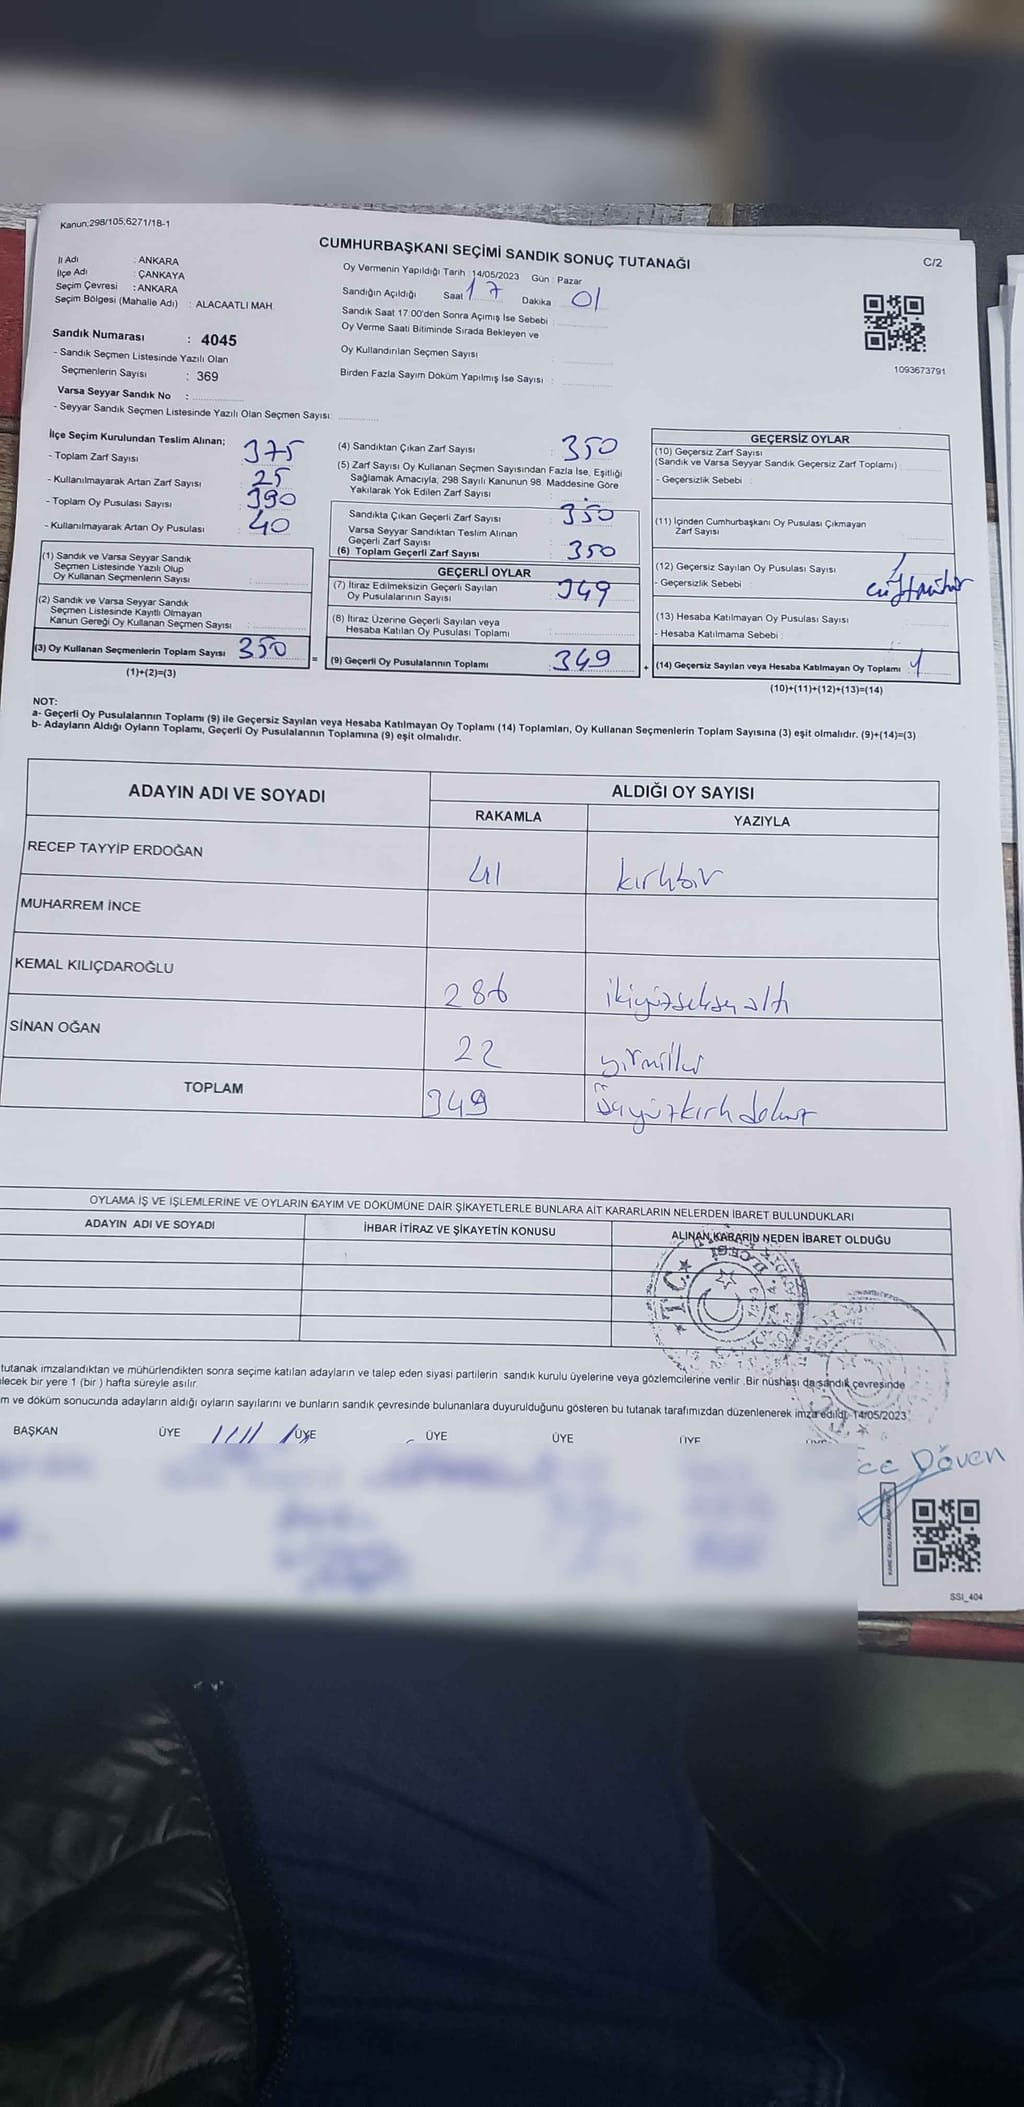 Kanun:298/105;6271/18-1
CUMHURBAŞKANI SEÇİMİ SANDIK SONUÇ TUTANAĞI
C/2
İl Adı : ANKARA
İlçe Adı : ÇANKAYA
Seçim Çevresi : ANKARA
Seçim Bölgesi (Mahalle Adı) : ALACAATLI MAH.
Oy Vermenin Yapıldığı Tarih : 14/05/2023 Gün : Pazar
Sandığın Açıldığı Saat 17 Dakika 01
Sandık Saat 17:00'den Sonra Açımış İse Sebebi :
Oy Verme Saati Bitiminde Sırada Bekleyen ve
Oy Kullandırılan Seçmen Sayısı :
Birden Fazla Sayım Döküm Yapılmış İse Sayısı :
1093673791
Sandık Numarası : 4045
- Sandık Seçmen Listesinde Yazılı Olan
Seçmenlerin Sayısı : 369
Varsa Seyyar Sandık No :
- Seyyar Sandık Seçmen Listesinde Yazılı Olan Seçmen Sayısı:
İlçe Seçim Kurulundan Teslim Alınan;
- Toplam Zarf Sayısı : 375
- Kullanılmayarak Artan Zarf Sayısı : 25
- Toplam Oy Pusulası Sayısı : 390
- Kullanılmayarak Artan Oy Pusulası : 40
(1) Sandık ve Varsa Seyyar Sandık
Seçmen Listesinde Yazılı Olup
Oy Kullanan Seçmenlerin Sayısı :
(2) Sandık ve Varsa Seyyar Sandık
Seçmen Listesinde Kayıtlı Olmayan
Kanun Gereği Oy Kullanan Seçmen Sayısı :
(3) Oy Kullanan Seçmenlerin Toplam Sayısı 350
(1)+(2)=(3)
(4) Sandıktan Çıkan Zarf Sayısı : 350
(5) Zarf Sayısı Oy Kullanan Seçmen Sayısından Fazla İse, Eşitliği
Sağlamak Amacıyla, 298 Sayılı Kanunun 98. Maddesine Göre
Yakılarak Yok Edilen Zarf Sayısı :
Sandıkta Çıkan Geçerli Zarf Sayısı : 350
Varsa Seyyar Sandıktan Teslim Alınan
Geçerli Zarf Sayısı :
(6) Toplam Geçerli Zarf Sayısı : 350
=
GEÇERLİ OYLAR
(7) İtiraz Edilmeksizin Geçerli Sayılan
Oy Pusulalarının Sayısı : 349
(8) İtiraz Üzerine Geçerli Sayılan veya
Hesaba Katılan Oy Pusulası Toplamı :
(9) Geçerli Oy Pusulalarının Toplamı : 349
+
GEÇERSİZ OYLAR
(10) Geçersiz Zarf Sayısı
(Sandık ve Varsa Seyyar Sandık Geçersiz Zarf Toplamı) :
- Geçersizlik Sebebi :
(11) İçinden Cumhurbaşkanı Oy Pusulası Çıkmayan
Zarf Sayısı :
(12) Geçersiz Sayılan Oy Pusulası Sayısı : 1
- Geçersizlik Sebebi : çift mühür
(13) Hesaba Katılmayan Oy Pusulası Sayısı :
- Hesaba Katılmama Sebebi :
(14) Geçersiz Sayılan veya Hesaba Katılmayan Oy Toplamı : 1
(10)+(11)+(12)+(13)=(14)
NOT:
a- Geçerli Oy Pusulalarının Toplamı (9) ile Geçersiz Sayılan veya Hesaba Katılmayan Oy Toplamı (14) Toplamları, Oy Kullanan Seçmenlerin Toplam Sayısına (3) eşit olmalıdır. (9)+(14)=(3)
b- Adayların Aldığı Oyların Toplamı, Geçerli Oy Pusulalarının Toplamına (9) eşit olmalıdır.
ADAYIN ADI VE SOYADI
ALDIĞI OY SAYISI
RAKAMLA YAZIYLA
RECEP TAYYİP ERDOĞAN 41 kırkbir
MUHARREM İNCE
KEMAL KILIÇDAROĞLU 286 ikiyüzseksenaltı
SİNAN OĞAN 22 yirmiiki
TOPLAM 349 üçyüzkırkdokuz
OYLAMA İŞ VE İŞLEMLERİNE VE OYLARIN SAYIM VE DÖKÜMÜNE DAİR ŞİKAYETLERLE BUNLARA AİT KARARLARIN NELERDEN İBARET BULUNDUKLARI
ADAYIN ADI VE SOYADI İHBAR İTİRAZ VE ŞİKAYETİN KONUSU ALINAN KARARIN NEDEN İBARET OLDUĞU
T.C.
tutanak imzalandıktan ve mühürlendikten sonra seçime katılan adayların ve talep eden siyasi partilerin sandık kurulu üyelerine veya gözlemcilerine verilir. Bir nüshası da sandık çevresinde
ilecek bir yere 1 (bir ) hafta süreyle asılır.
m ve döküm sonucunda adayların aldığı oyların sayılarını ve bunların sandık çevresinde bulunanlara duyurulduğunu gösteren bu tutanak tarafımızdan düzenlenerek imza edildi. 14/05/2023
BAŞKAN ÜYE ÜYE ÜYE ÜYE ÜYE
Döven
SSI_404